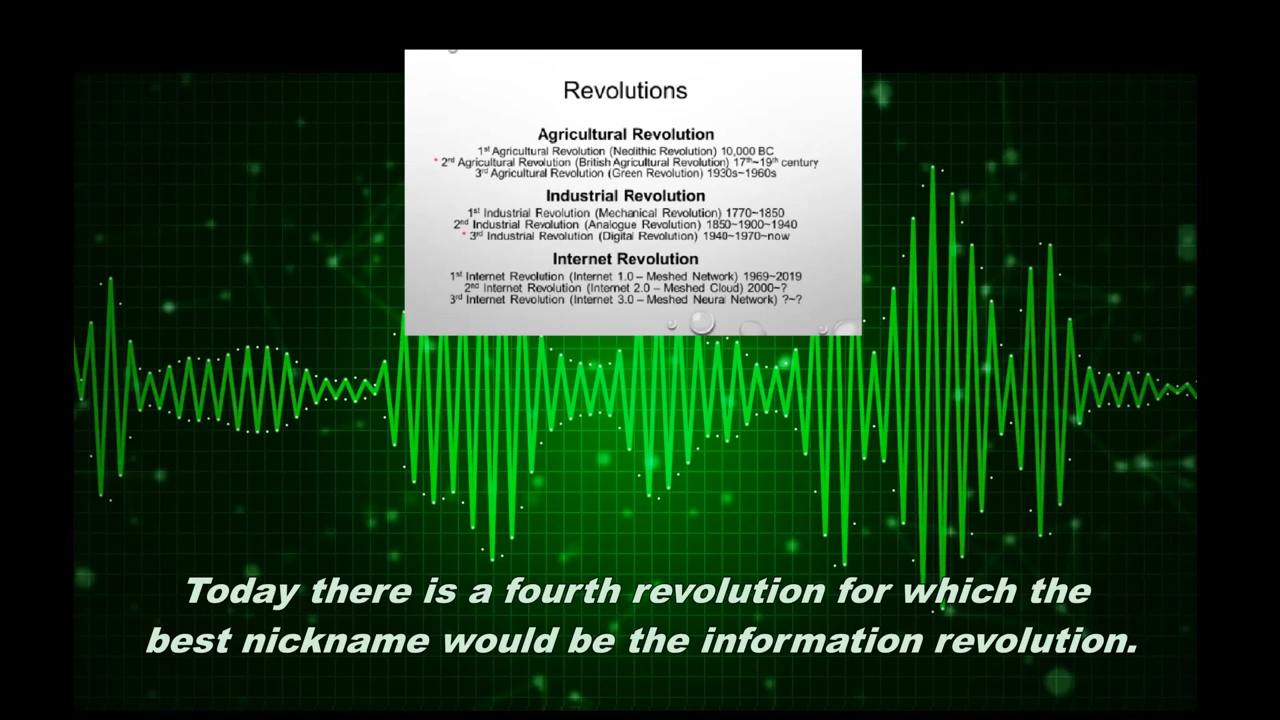 Revolutions
Agricultural Revolution
1st Agricultural Revolution (Neolithic Revolution) 10,000 BC
* 2rd Agricultural Revolution (British Agricultural Revolution) 17th~19th century
3rd Agricultural Revolution (Green Revolution) 1930s~1960s
Industrial Revolution
1st Industrial Revolution (Mechanical Revolution) 1770~1850
2nd Industrial Revolution (Analogue Revolution) 1850~1900~1940
* 3rd Industrial Revolution (Digital Revolution) 1940~1970~now
Internet Revolution
1st Internet Revolution (Internet 1.0 – Meshed Network) 1969~2019
2nd Internet Revolution (Internet 2.0 – Meshed Cloud) 2000~?
3rd Internet Revolution (Internet 3.0 – Meshed Neural Network) ?~?
Today there is a fourth revolution for which the
best nickname would be the information revolution.